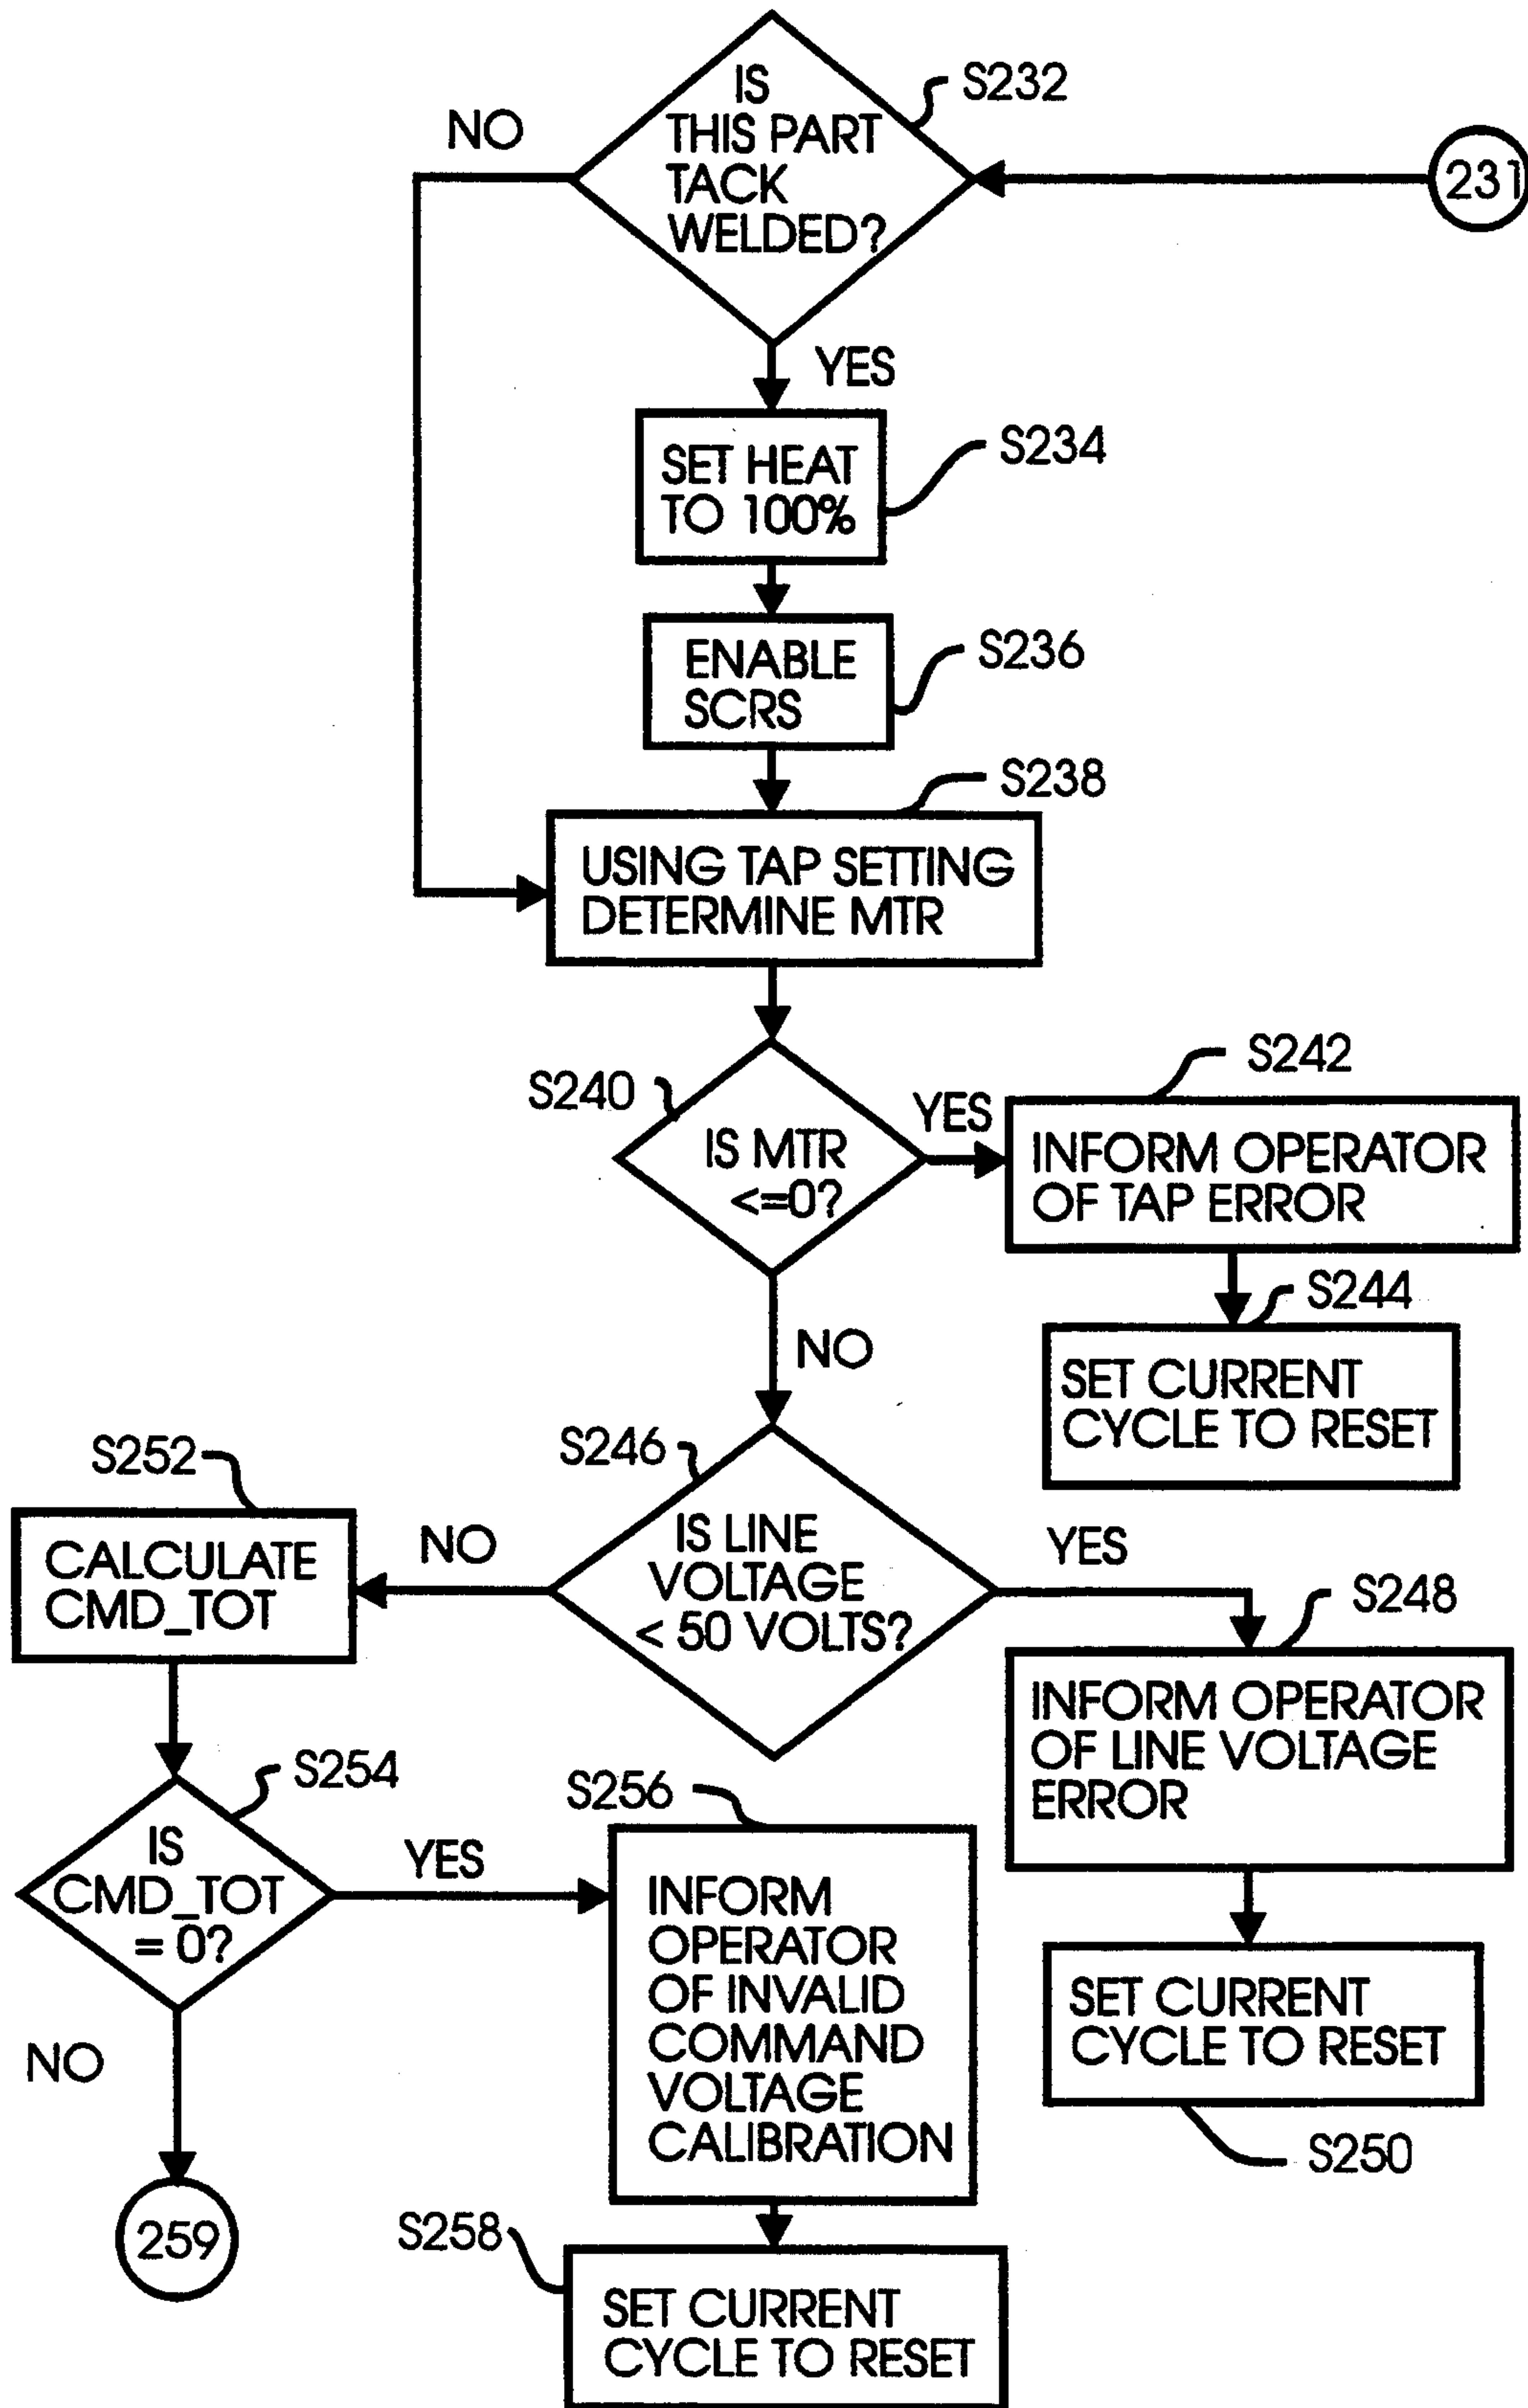 IS
THIS PART
TACK
WELDED?
S232
231
NO
YES
SET HEAT
TO 100%
S234
ENABLE
SCRS
S236
S238
USING TAP SETTING
DETERMINE MTR
S240
IS MTR
<=0?
YES
S242
INFORM OPERATOR
OF TAP ERROR
S244
SET CURRENT
CYCLE TO RESET
NO
S246
IS LINE
VOLTAGE
< 50 VOLTS?
YES
S248
INFORM OPERATOR
OF LINE VOLTAGE
ERROR
SET CURRENT
CYCLE TO RESET
S250
NO
S252
CALCULATE
CMD_TOT
S254
IS
CMD_TOT
= 0?
YES
S256
INFORM
OPERATOR
OF INVALID
COMMAND
VOLTAGE
CALIBRATION
S258
SET CURRENT
CYCLE TO RESET
NO
259